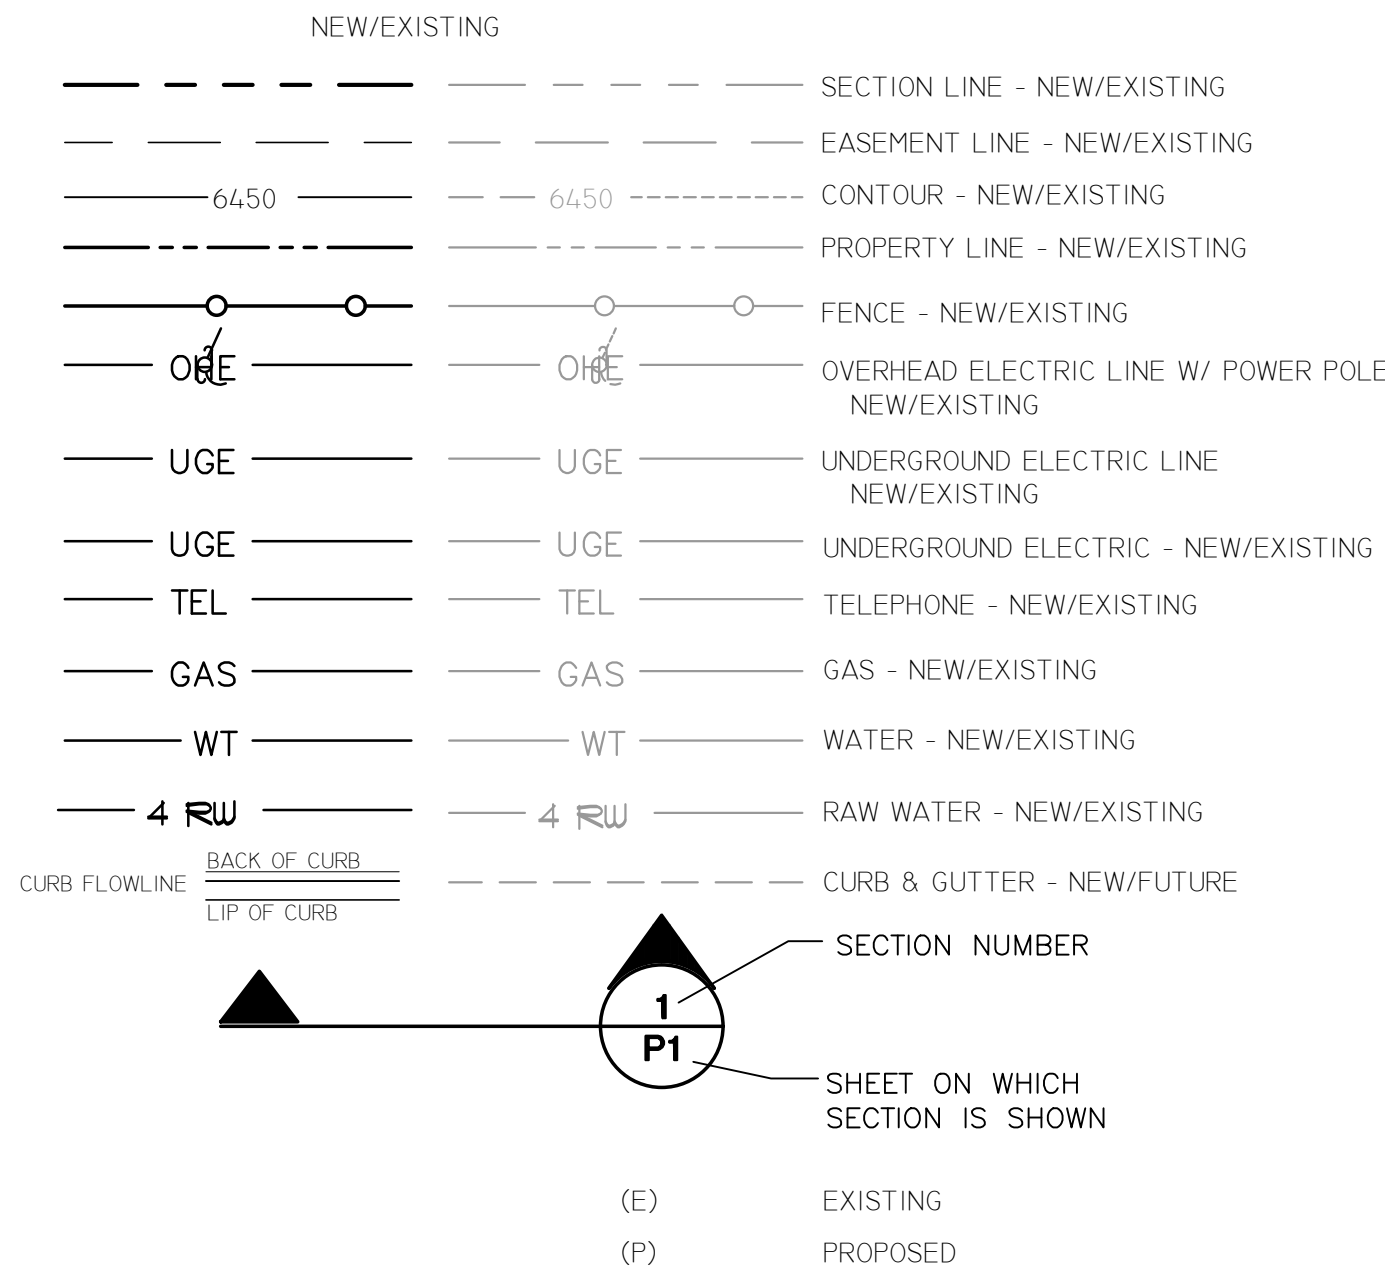 NEW/EXISTING
SECTION LINE - NEW/EXISTING
EASEMENT LINE - NEW/EXISTING
6450 6450 CONTOUR - NEW/EXISTING
PROPERTY LINE - NEW/EXISTING
FENCE - NEW/EXISTING
OHE OHE OVERHEAD ELECTRIC LINE W/ POWER POLE
NEW/EXISTING
UGE UGE UNDERGROUND ELECTRIC LINE
NEW/EXISTING
UGE UGE UNDERGROUND ELECTRIC - NEW/EXISTING
TEL TEL TELEPHONE - NEW/EXISTING
GAS GAS GAS - NEW/EXISTING
WT WT WATER - NEW/EXISTING
4 RW 4 RW RAW WATER - NEW/EXISTING
BACK OF CURB
CURB FLOWLINE CURB & GUTTER - NEW/FUTURE
LIP OF CURB
SECTION NUMBER
1
P1
SHEET ON WHICH
SECTION IS SHOWN
(E) EXISTING
(P) PROPOSED